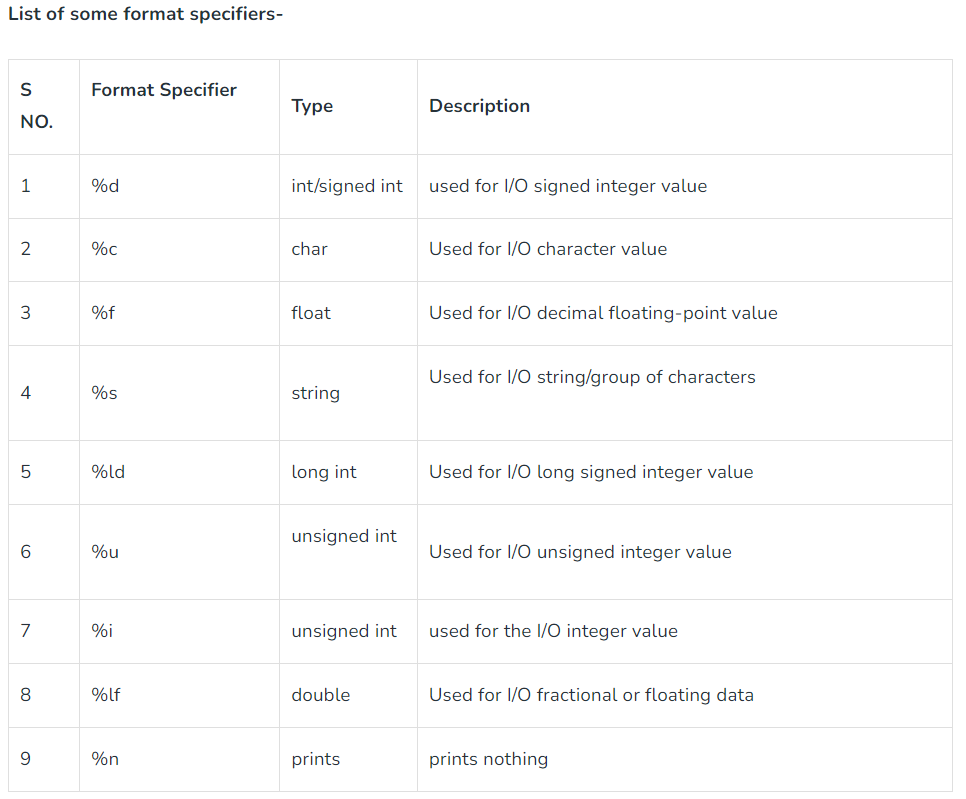 List of some format specifiers-
S NO. Format Specifier Type Description
1 %d int/signed int used for I/O signed integer value
2 %c char Used for I/O character value
3 %f float Used for I/O decimal floating-point value
4 %s string Used for I/O string/group of characters
5 %ld long int Used for I/O long signed integer value
6 %u unsigned int Used for I/O unsigned integer value
7 %i unsigned int used for the I/O integer value
8 %lf double Used for I/O fractional or floating data
9 %n prints prints nothing